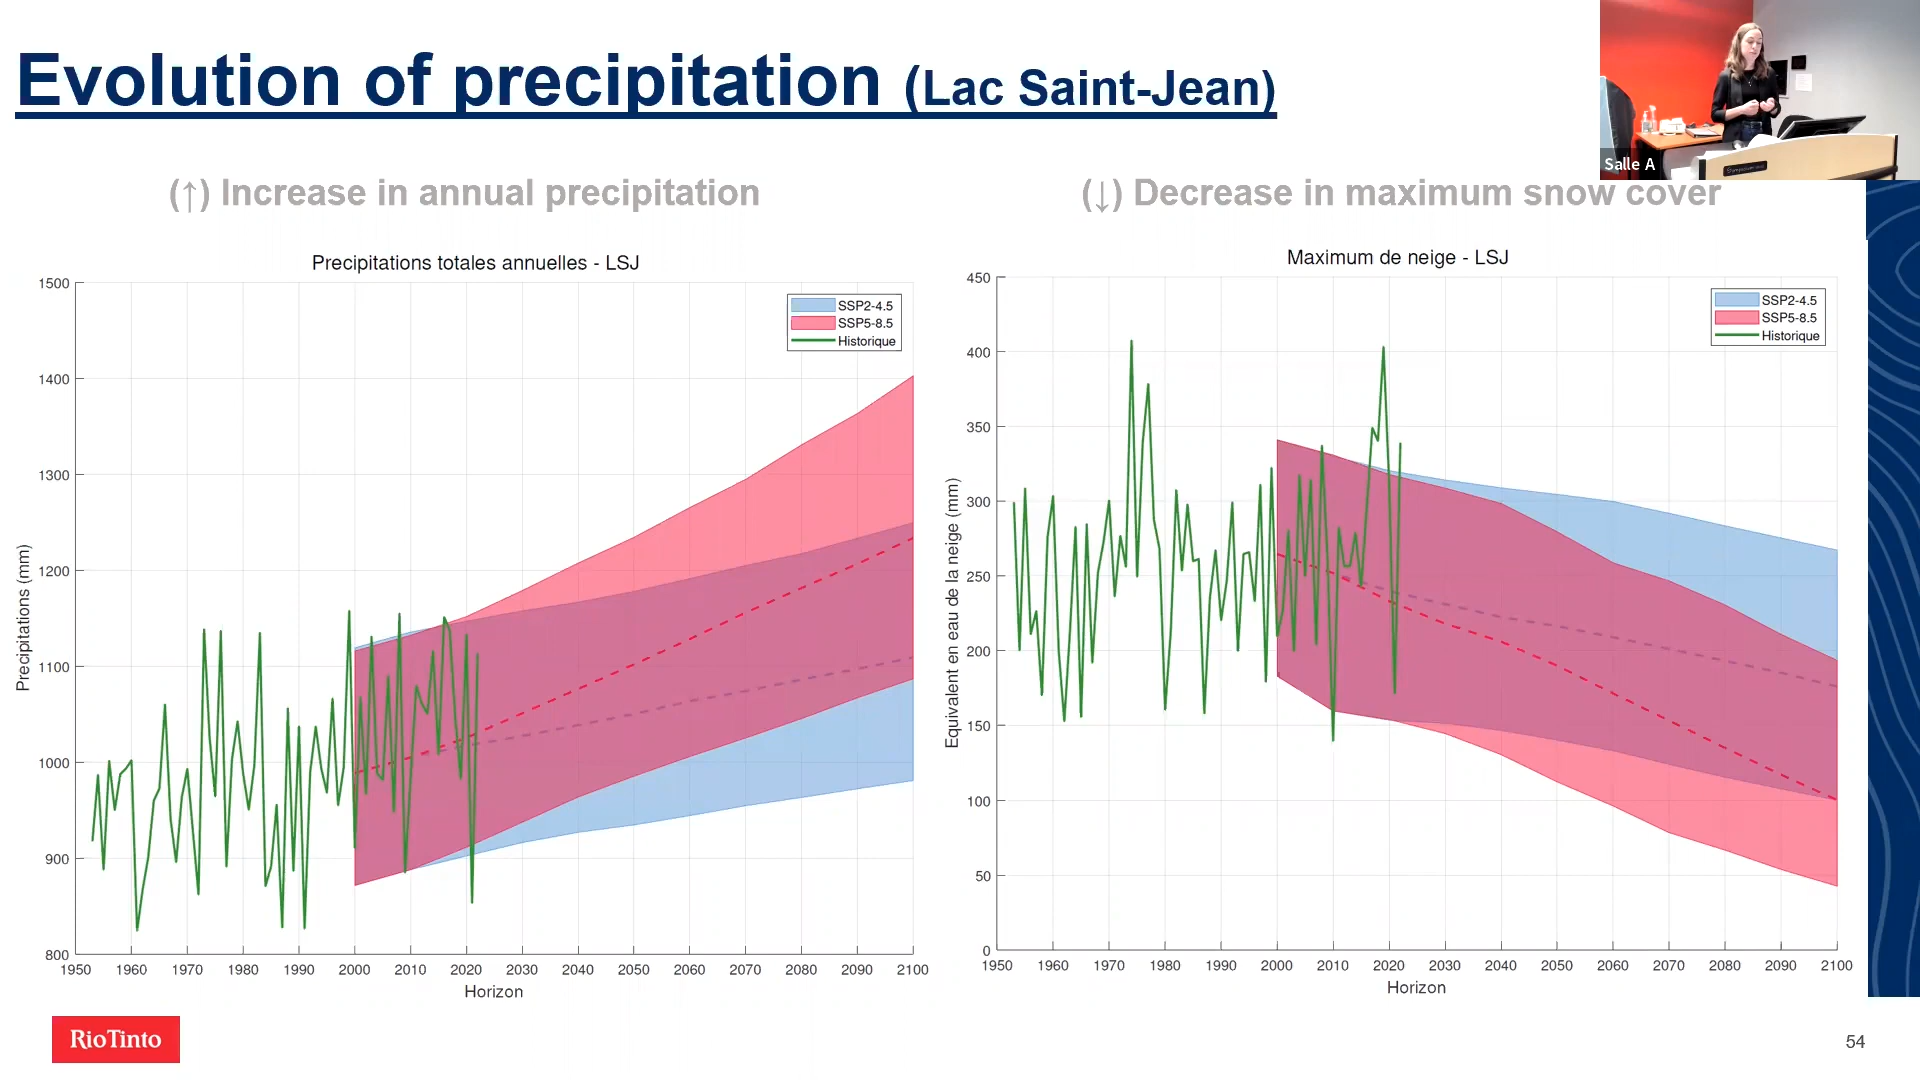 Evolution of precipitation (Lac Saint-Jean)
Salle A
(↑) Increase in annual precipitation
(↓) Decrease in maximum snow cover
Precipitations totales annuelles - LSJ
1500
1400
1300
1200
1100
1000
900
800
Precipitations (mm)
SSP2-4.5
SSP5-8.5
Historique
1950 1960 1970 1980 1990 2000 2010 2020 2030 2040 2050 2060 2070 2080 2090 2100
Horizon
Maximum de neige - LSJ
450
400
350
300
250
200
150
100
50
0
Equivalent en eau de la neige (mm)
SSP2-4.5
SSP5-8.5
Historique
1950 1960 1970 1980 1990 2000 2010 2020 2030 2040 2050 2060 2070 2080 2090 2100
Horizon
RioTinto
54